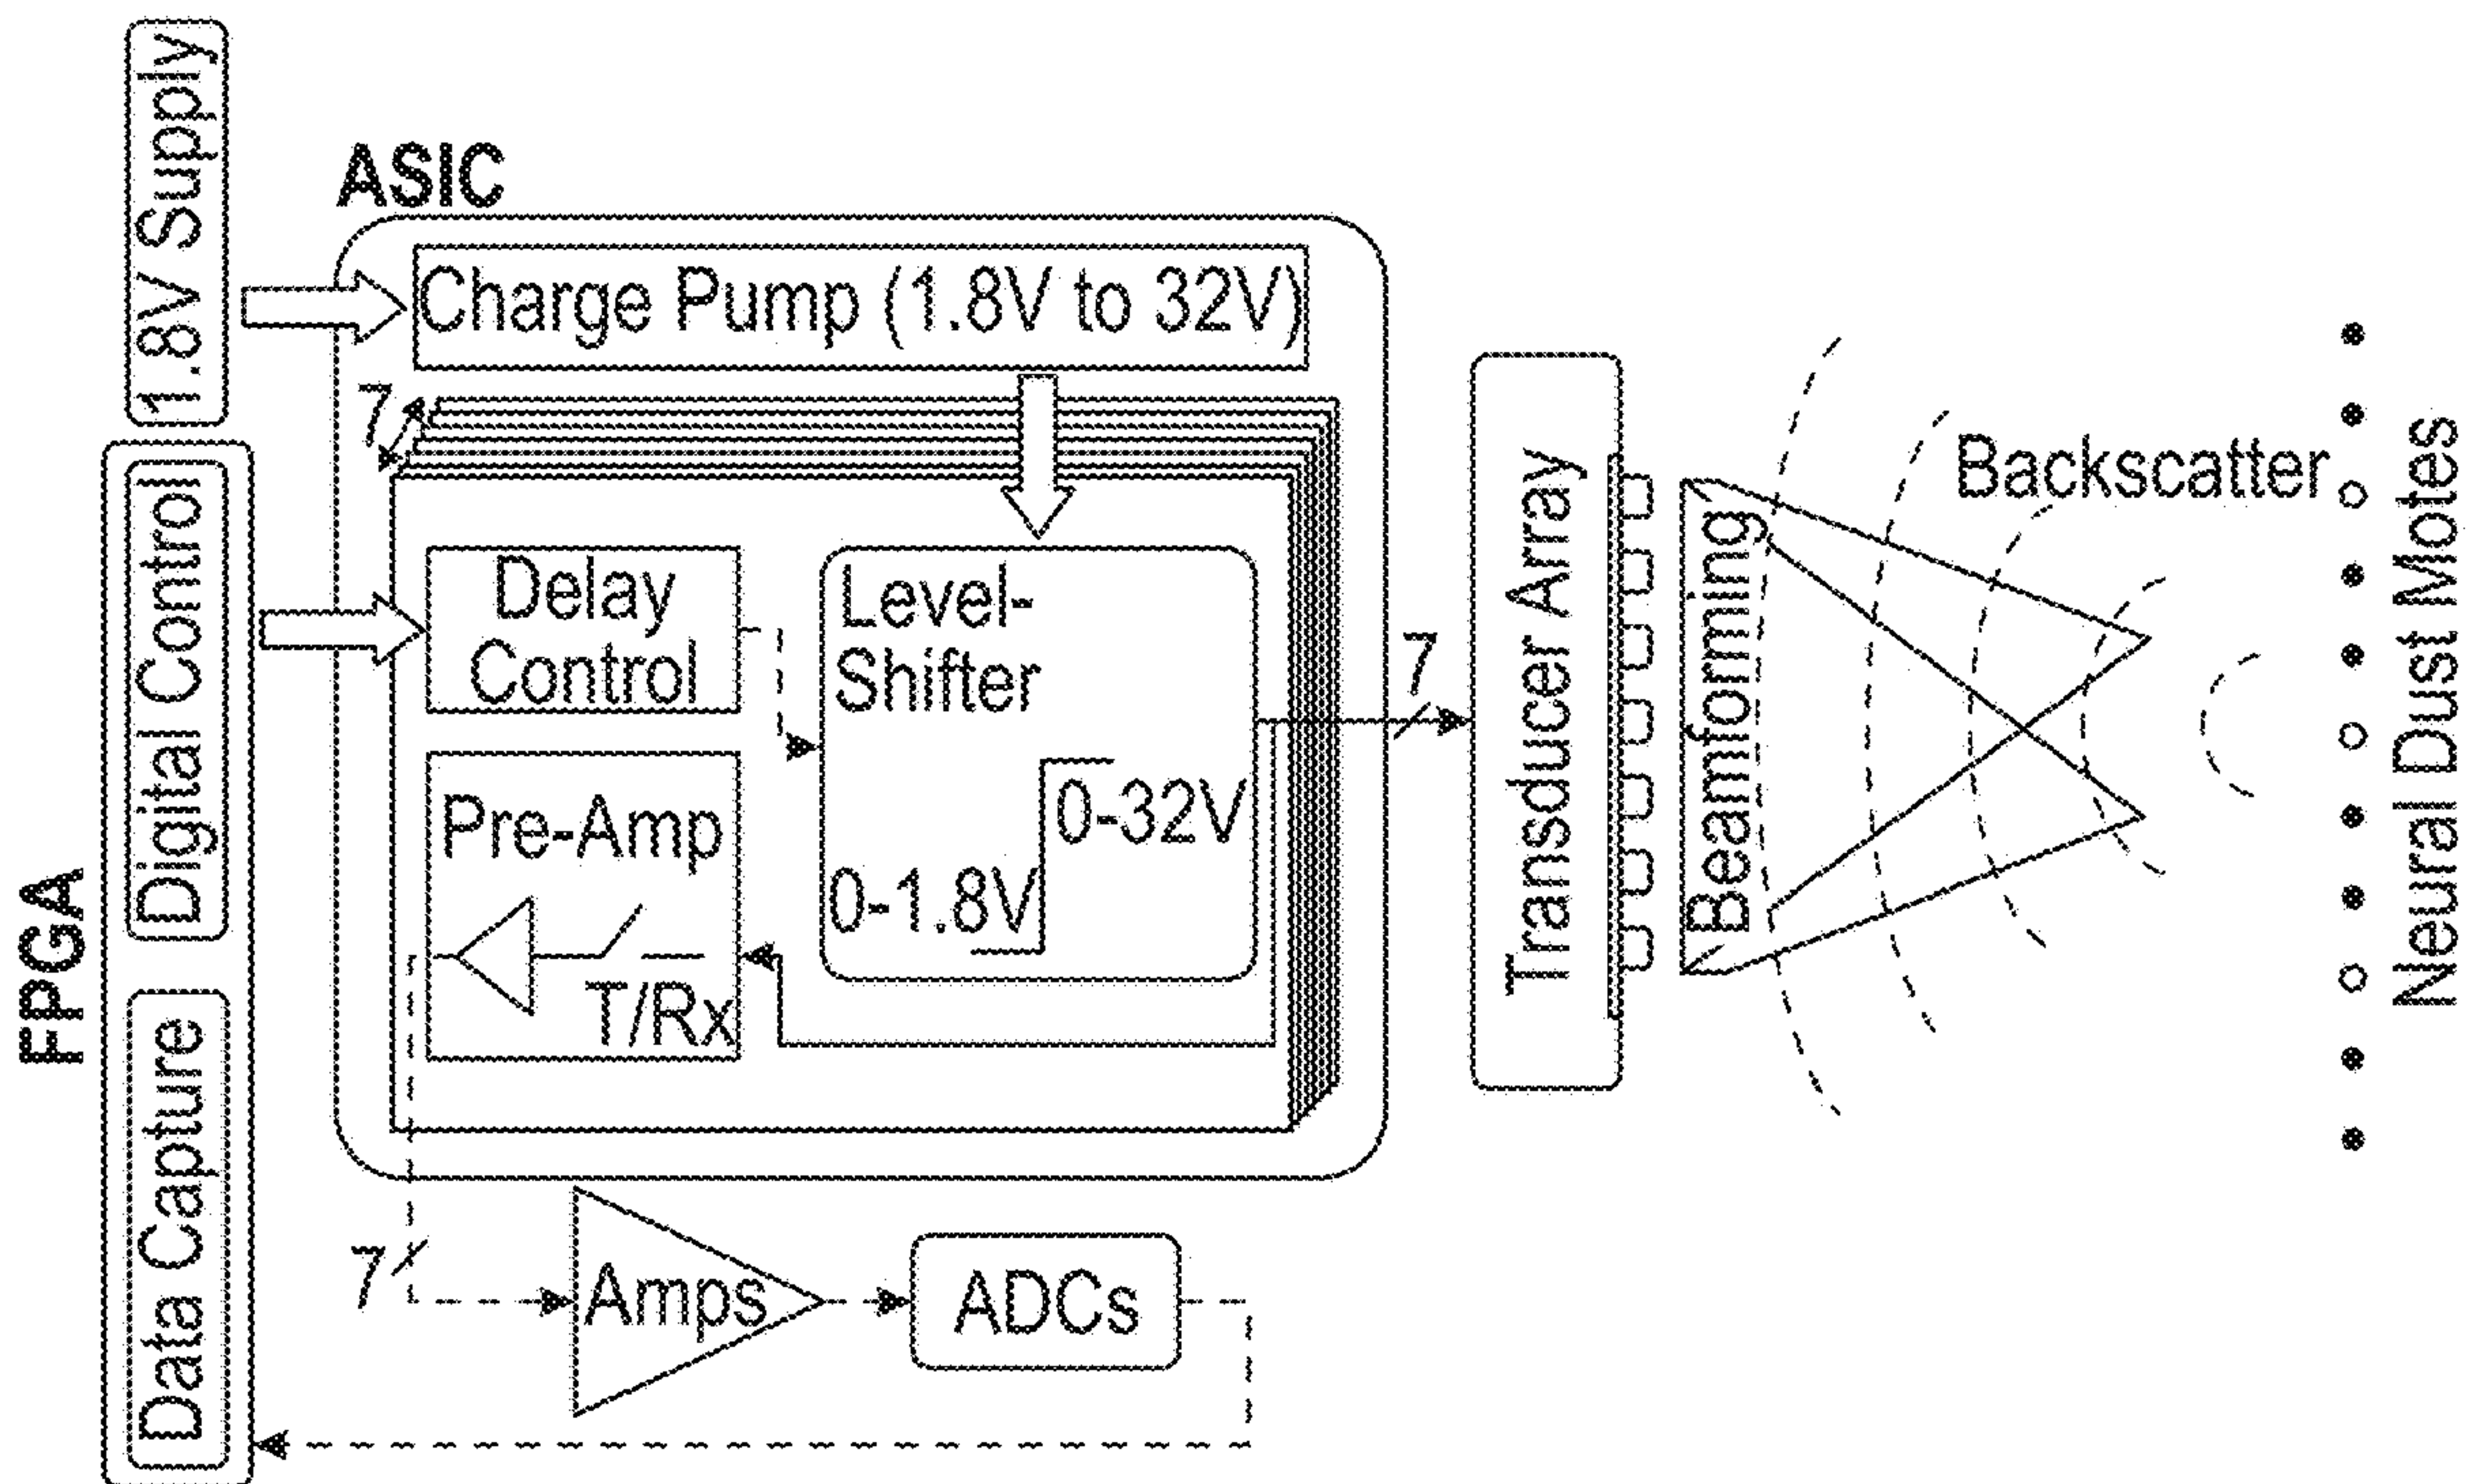 1.8V Supply
FPGA
Digital Control
Data Capture
ASIC
Charge Pump (1.8V to 32V)
7
Delay
Control
Level-
Shifter
0-32V
0-1.8V
Pre-Amp
T/Rx
7
Amps
ADCs
7
Transducer Array
Beamforming
Backscatter
Neural Dust Motes